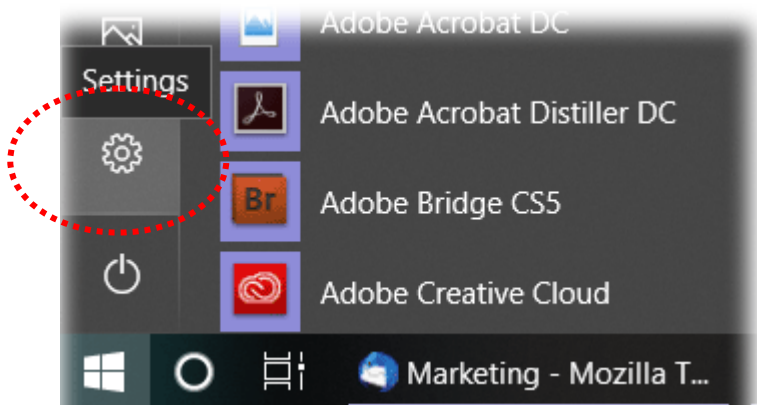 Adobe Acrobat DC
Settings
Adobe Acrobat Distiller DC
Br
Adobe Bridge CS5
Adobe Creative Cloud
Marketing - Mozilla T...